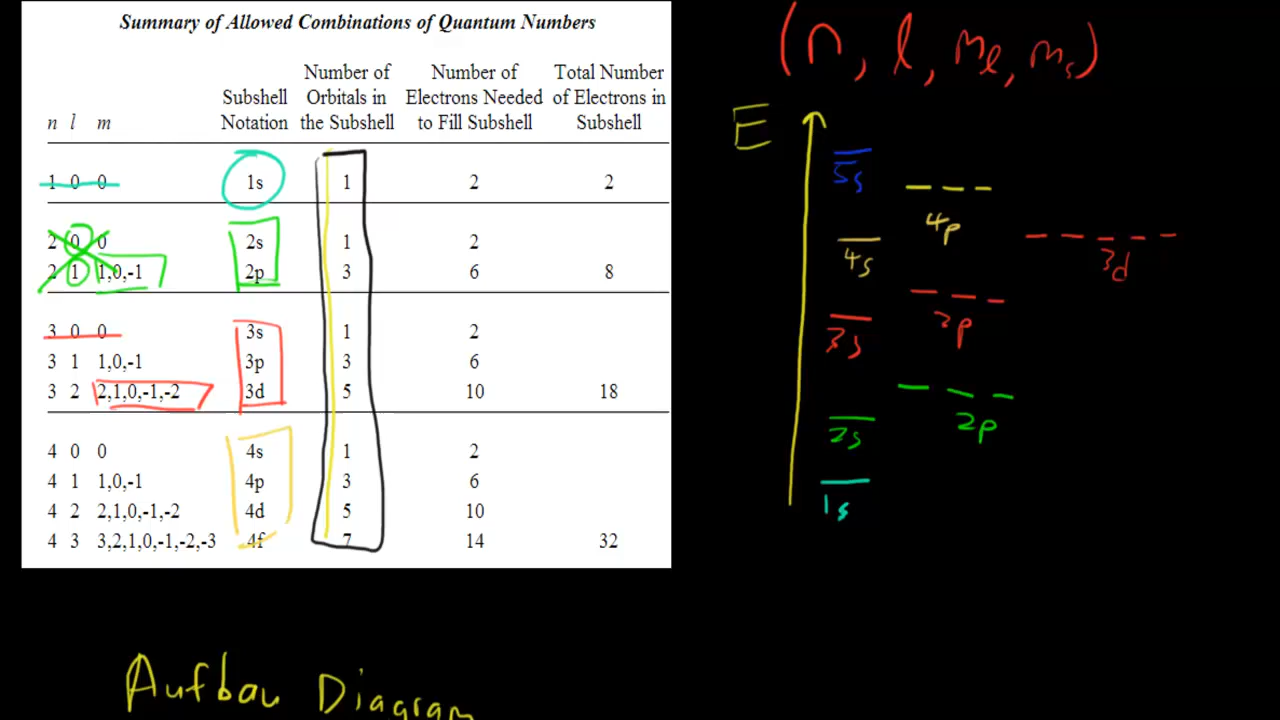 Summary of Allowed Combinations of Quantum Numbers
Number of Number of Total Number
Subshell Orbitals in Electrons Needed of Electrons in
n l m Notation the Subshell to Fill Subshell Subshell
1 0 0 1s 1 2 2
2 0 0 2s 1 2
2 1 1,0,-1 2p 3 6 8
3 0 0 3s 1 2
3 1 1,0,-1 3p 3 6
3 2 2,1,0,-1,-2 3d 5 10 18
4 0 0 4s 1 2
4 1 1,0,-1 4p 3 6
4 2 2,1,0,-1,-2 4d 5 10
4 3 3,2,1,0,-1,-2,-3 4f 7 14 32
(n, l, ml, ms)
E
5s
4p
4s
3d
3p
3s
2p
2s
1s
Aufbau Diagram